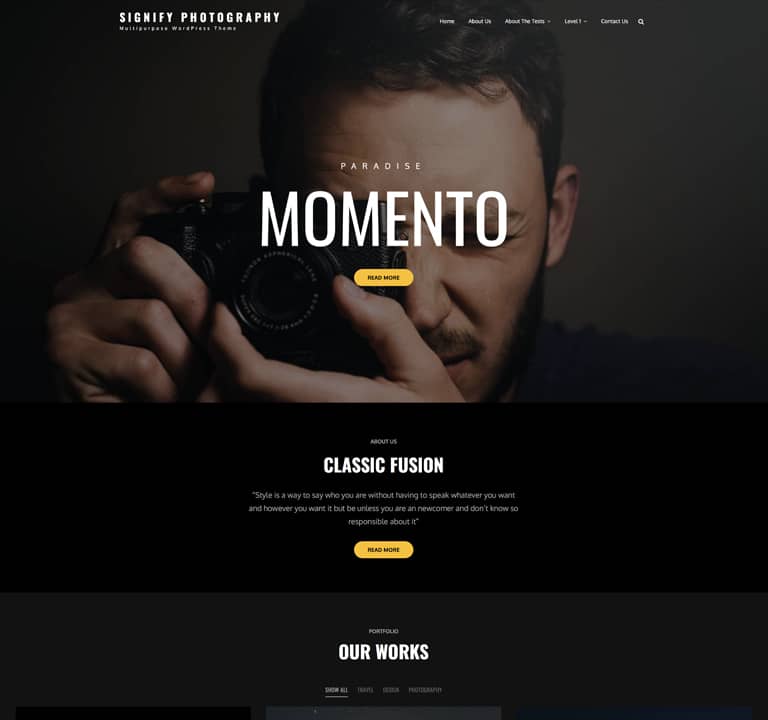 SIGNIFY PHOTOGRAPHY
Multipurpose WordPress Theme
Home About Us About The Tests Level 1 Contact Us
PARADISE
MOMENTO
READ MORE
ABOUT US
CLASSIC FUSION
"Style is a way to say who you are without having to speak whatever you want
and however you want it but be unless you are an newcomer and don't know so
responsible about it"
READ MORE
PORTFOLIO
OUR WORKS
SHOW ALL TRAVEL DESIGN PHOTOGRAPHY